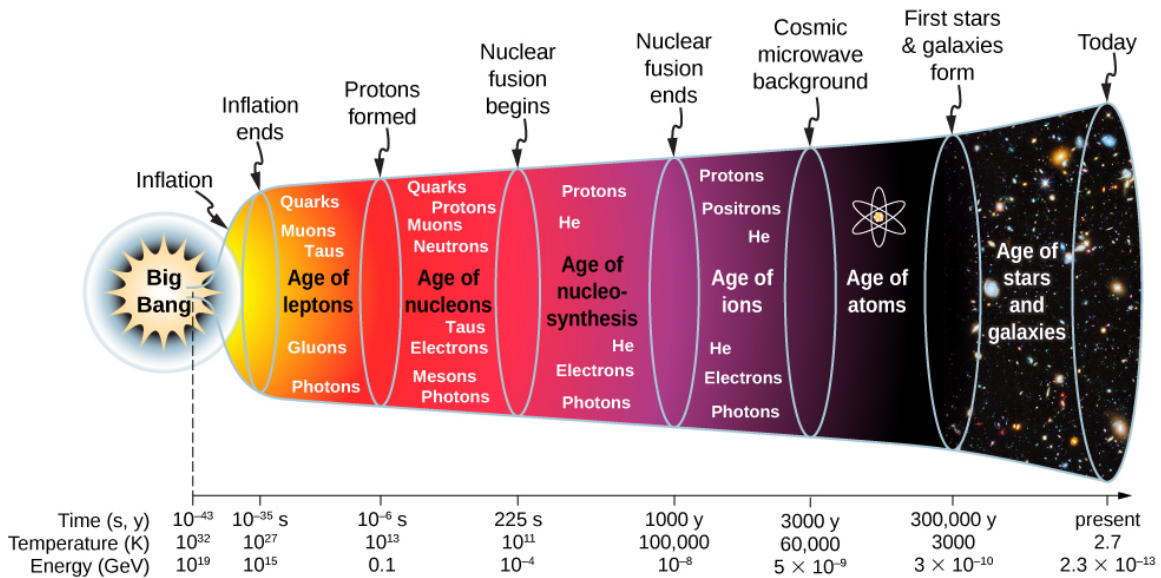 First stars
& galaxies
form
Cosmic
microwave
background
Today
Nuclear
fusion
begins
Nuclear
fusion
ends
Protons
formed
Inflation
ends
Inflation
Big
Bang
Quarks
Muons
Taus
Age of
leptons
Gluons
Photons
Quarks
Protons
Muons
Neutrons
Age of
nucleons
Taus
Electrons
Mesons
Photons
Protons
He
Age of
nucleo-
synthesis
He
Electrons
Photons
Protons
Positrons
He
Age of
ions
He
Electrons
Photons
Age of
atoms
Age of
stars
and
galaxies
Time (s, y) 10⁻⁴³ 10⁻³⁵ s 10⁻⁶ s 225 s 1000 y 3000 y 300,000 y present
Temperature (K) 10³² 10²⁷ 10¹³ 10¹¹ 100,000 60,000 3000 2.7
Energy (GeV) 10¹⁹ 10¹⁵ 0.1 10⁻⁴ 10⁻⁸ 5 × 10⁻⁹ 3 × 10⁻¹⁰ 2.3 × 10⁻¹³